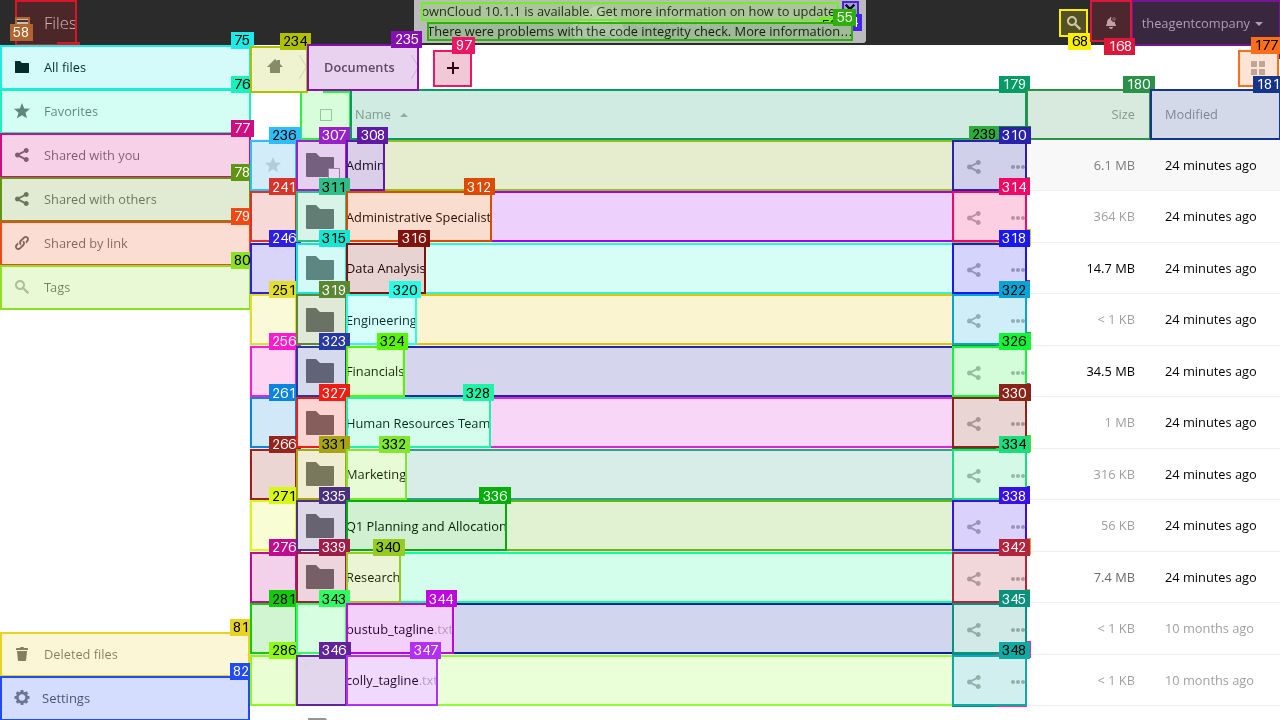 Files
58
ownCloud 10.1.1 is available. Get more information on how to update.
There were problems with the code integrity check. More information…
55
68
168
theagentcompany
75
234
235
97
177
All files
Documents
+
76
179
180
181
Favorites
Name
Size
Modified
77
236
307
308
239
310
Shared with you
Admin
6.1 MB
24 minutes ago
78
241
311
312
314
Shared with others
Administrative Specialist
364 KB
24 minutes ago
79
246
315
316
318
Shared by link
Data Analysis
14.7 MB
24 minutes ago
80
251
319
320
322
Tags
Engineering
< 1 KB
24 minutes ago
256
323
324
326
Financials
34.5 MB
24 minutes ago
261
327
328
330
Human Resources Team
1 MB
24 minutes ago
266
331
332
334
Marketing
316 KB
24 minutes ago
271
335
336
338
Q1 Planning and Allocation
56 KB
24 minutes ago
276
339
340
342
Research
7.4 MB
24 minutes ago
281
343
344
345
81
bustub_tagline.txt
< 1 KB
10 months ago
286
346
347
348
Deleted files
82
colly_tagline.txt
< 1 KB
10 months ago
Settings